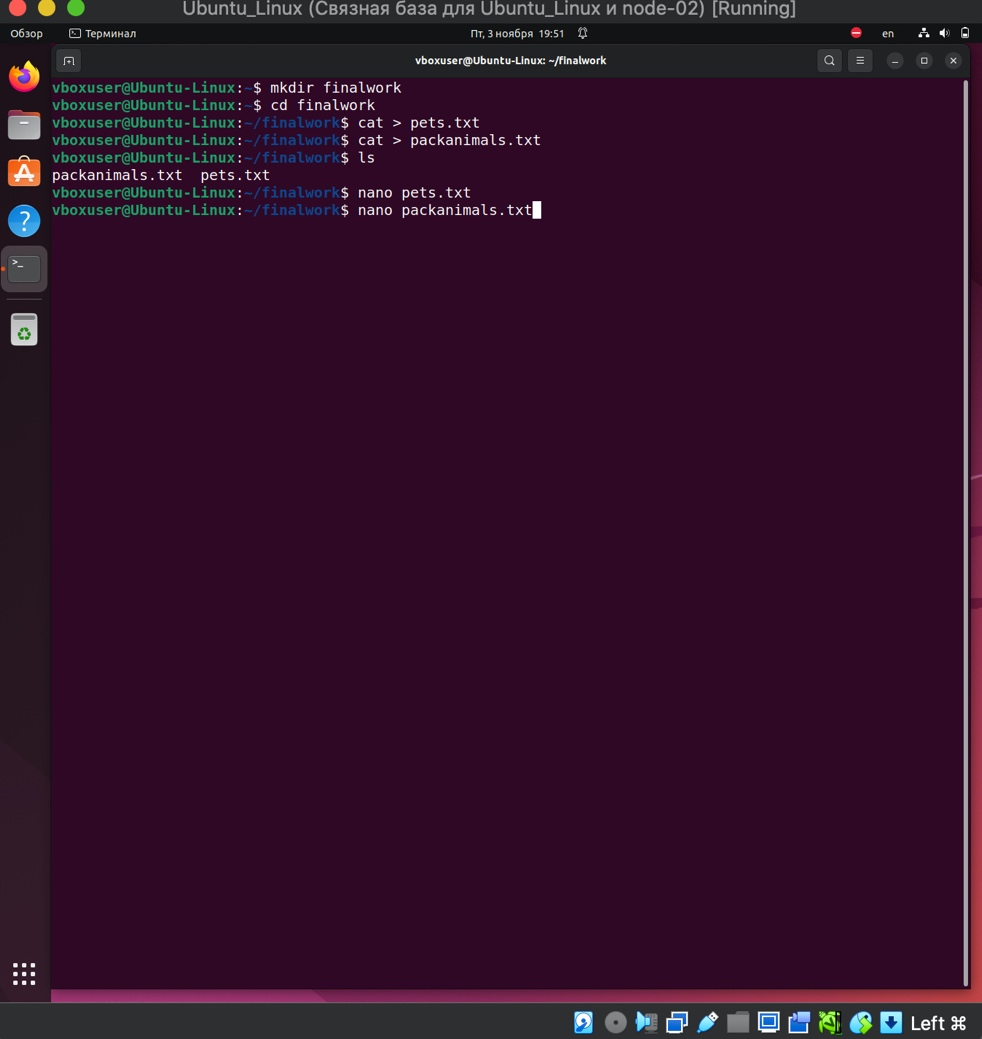 Ubuntu_Linux (Связная база для Ubuntu_Linux и node-02) [Running]
Обзор Терминал Пт, 3 ноября 19:51 en
vboxuser@Ubuntu-Linux: ~/finalwork
vboxuser@Ubuntu-Linux:~$ mkdir finalwork
vboxuser@Ubuntu-Linux:~$ cd finalwork
vboxuser@Ubuntu-Linux:~/finalwork$ cat > pets.txt
vboxuser@Ubuntu-Linux:~/finalwork$ cat > packanimals.txt
vboxuser@Ubuntu-Linux:~/finalwork$ ls
packanimals.txt  pets.txt
vboxuser@Ubuntu-Linux:~/finalwork$ nano pets.txt
vboxuser@Ubuntu-Linux:~/finalwork$ nano packanimals.txt
Left ⌘